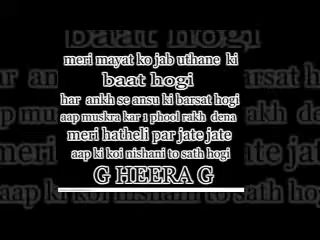 meri mayat ko jab uthane ki
baat hogi
har ankh se ansu ki barsat hogi
aap muskra kar 1 phool rakh dena
meri hatheli par jate jate
aap ki koi nishani to sath hogi
G HEERA G